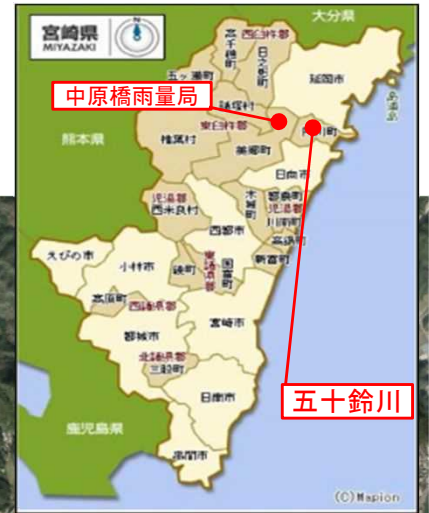 宮崎県
MIYAZAKI
N
大分県
西臼杵郡
高千穂町
日之影町
延岡市
五ヶ瀬町
中原橋雨量局
諸塚村
門川町
熊本県
東臼杵郡
椎葉村
美郷町
日向市
児湯郡
西米良村
木城町
都農町
児湯郡
川南町
西都市
高鍋町
えびの市
小林市
綾町
東諸県郡
国富町
新富町
高原町
西諸県郡
宮崎市
都城市
北諸県郡
三股町
五十鈴川
日南市
鹿児島県
串間市
(C)Mapion